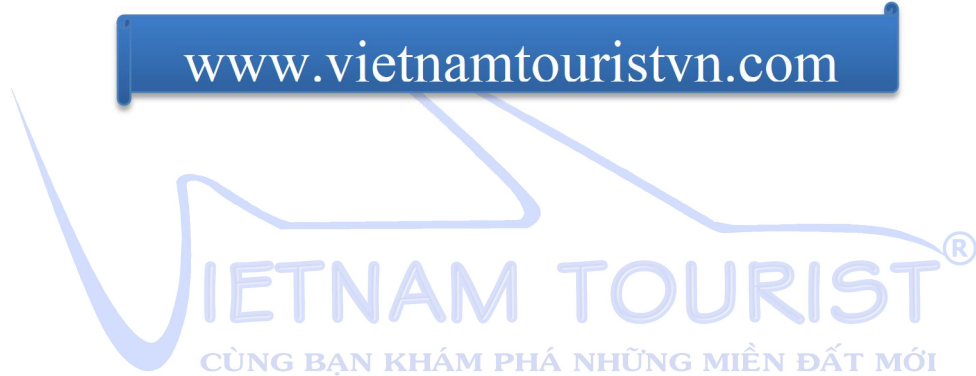 www.vietnamtouristvn.com
VIETNAM TOURIST®
CÙNG BẠN KHÁM PHÁ NHỮNG MIỀN ĐẤT MỚI